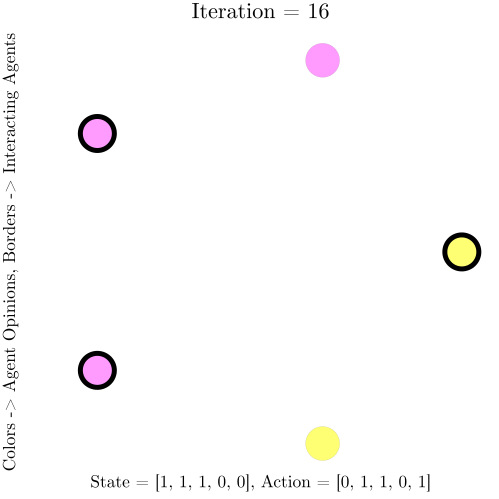 Iteration = 16
Colors -> Agent Opinions, Borders -> Interacting Agents
State = [1, 1, 1, 0, 0], Action = [0, 1, 1, 0, 1]